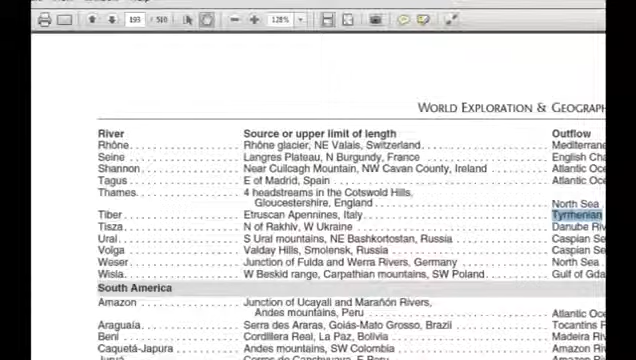 193 / 510
128%
WORLD EXPLORATION & GEOGRAPH
River Source or upper limit of length Outflow
Rhône Rhône glacier, NE Valais, Switzerland Mediterrane
Seine Langres Plateau, N Burgundy, France English Cha
Shannon Near Cuilcagh Mountain, NW Cavan County, Ireland Atlantic Oce
Tagus E of Madrid, Spain Atlantic Oce
Thames 4 headstreams in the Cotswold Hills,
Gloucestershire, England North Sea
Tiber Etruscan Apennines, Italy Tyrrhenian
Tisza N of Rakhiv, W Ukraine Danube Riv
Ural S Ural mountains, NE Bashkortostan, Russia Caspian Se
Volga Valday Hills, Smolensk, Russia Caspian Se
Weser Junction of Fulda and Werra Rivers, Germany North Sea
Wisla W Beskid range, Carpathian mountains, SW Poland Gulf of Gda
South America
Amazon Junction of Ucayali and Marañón Rivers,
Andes mountains, Peru Atlantic Oce
Araguaía Serra des Araras, Goiás-Mato Grosso, Brazil Tocantins F
Beni Cordillera Real, La Paz, Bolivia Madeira Ri
Caquetá-Japura Andes mountains, SW Colombia Amazon Ri